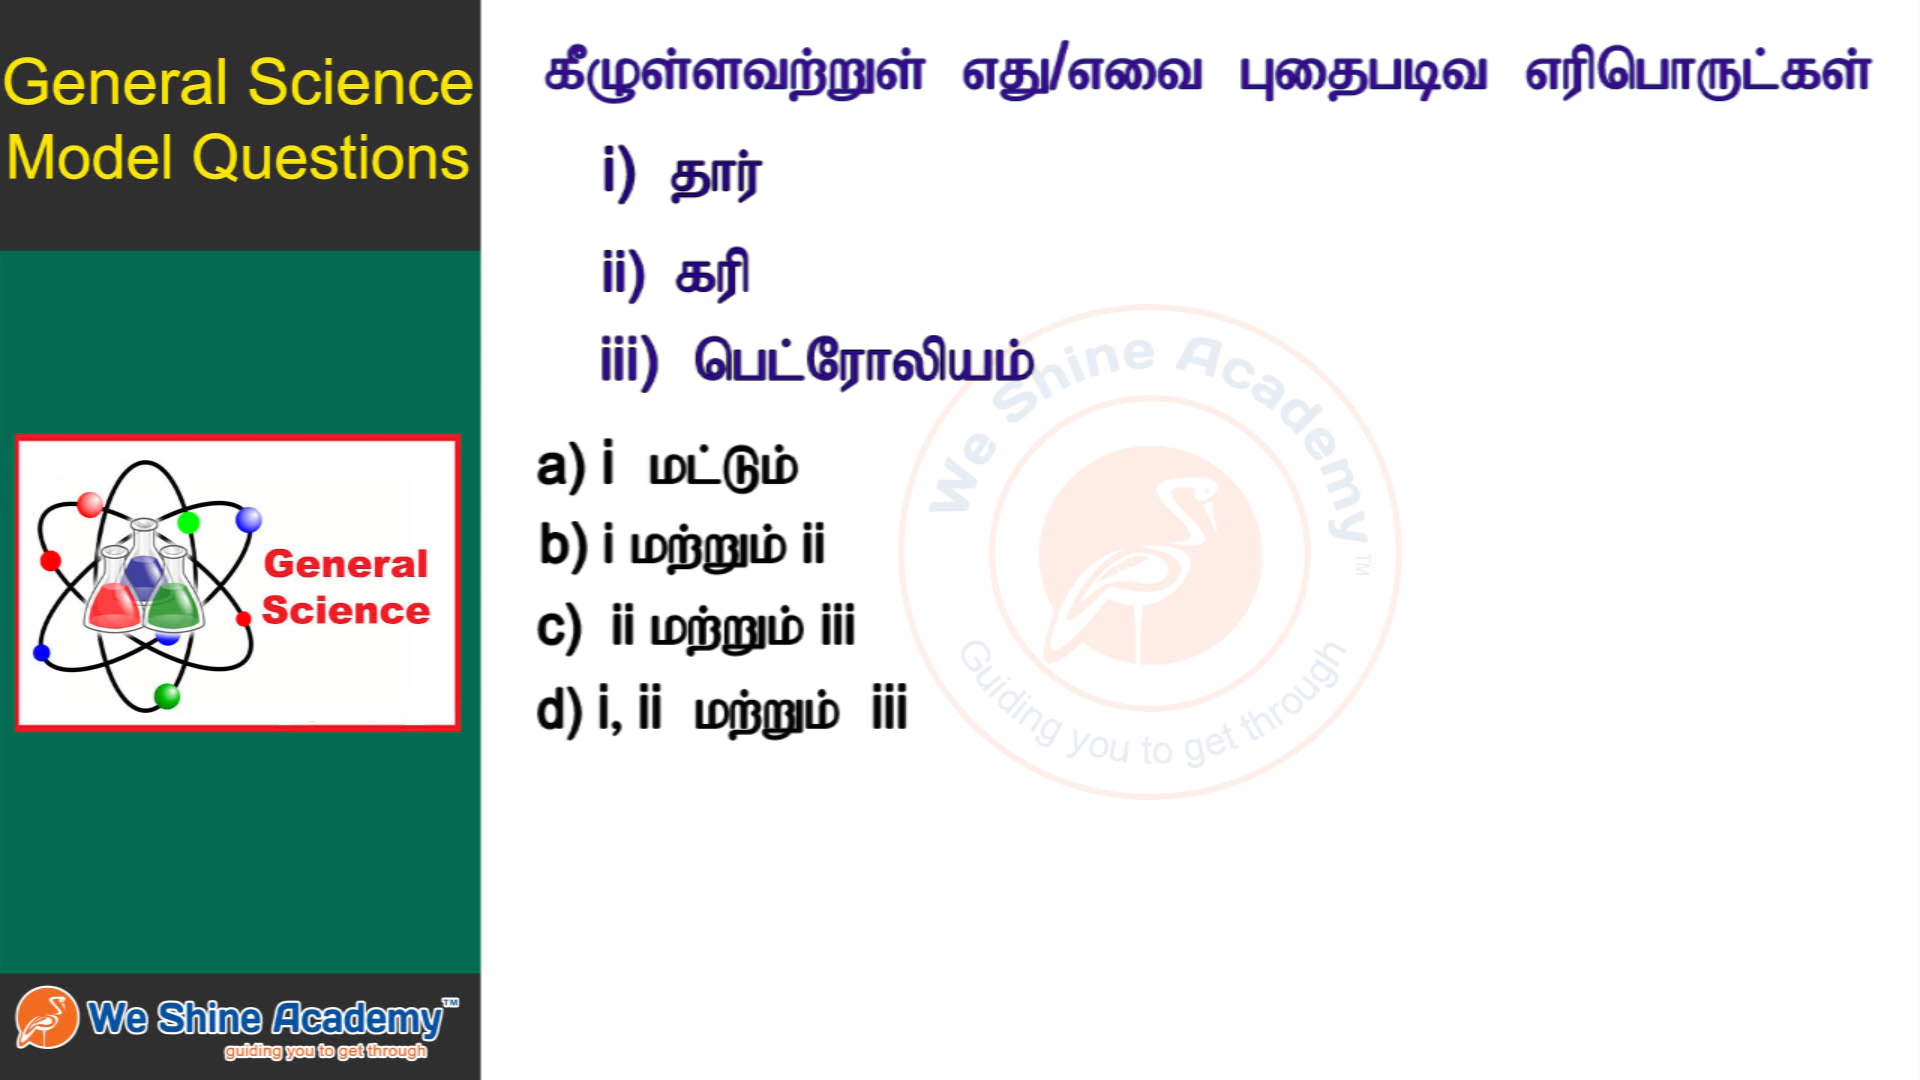 General Science
Model Questions
கீழுள்ளவற்றுள் எது/எவை புதைபடிவ எரிபொருட்கள்
i) தார்
ii) கரி
iii) பெட்ரோலியம்
a) i மட்டும்
b) i மற்றும் ii
c) ii மற்றும் iii
d) i, ii மற்றும் iii
We Shine Academy™
Guiding you to get through
General
Science
We Shine Academy™
guiding you to get through